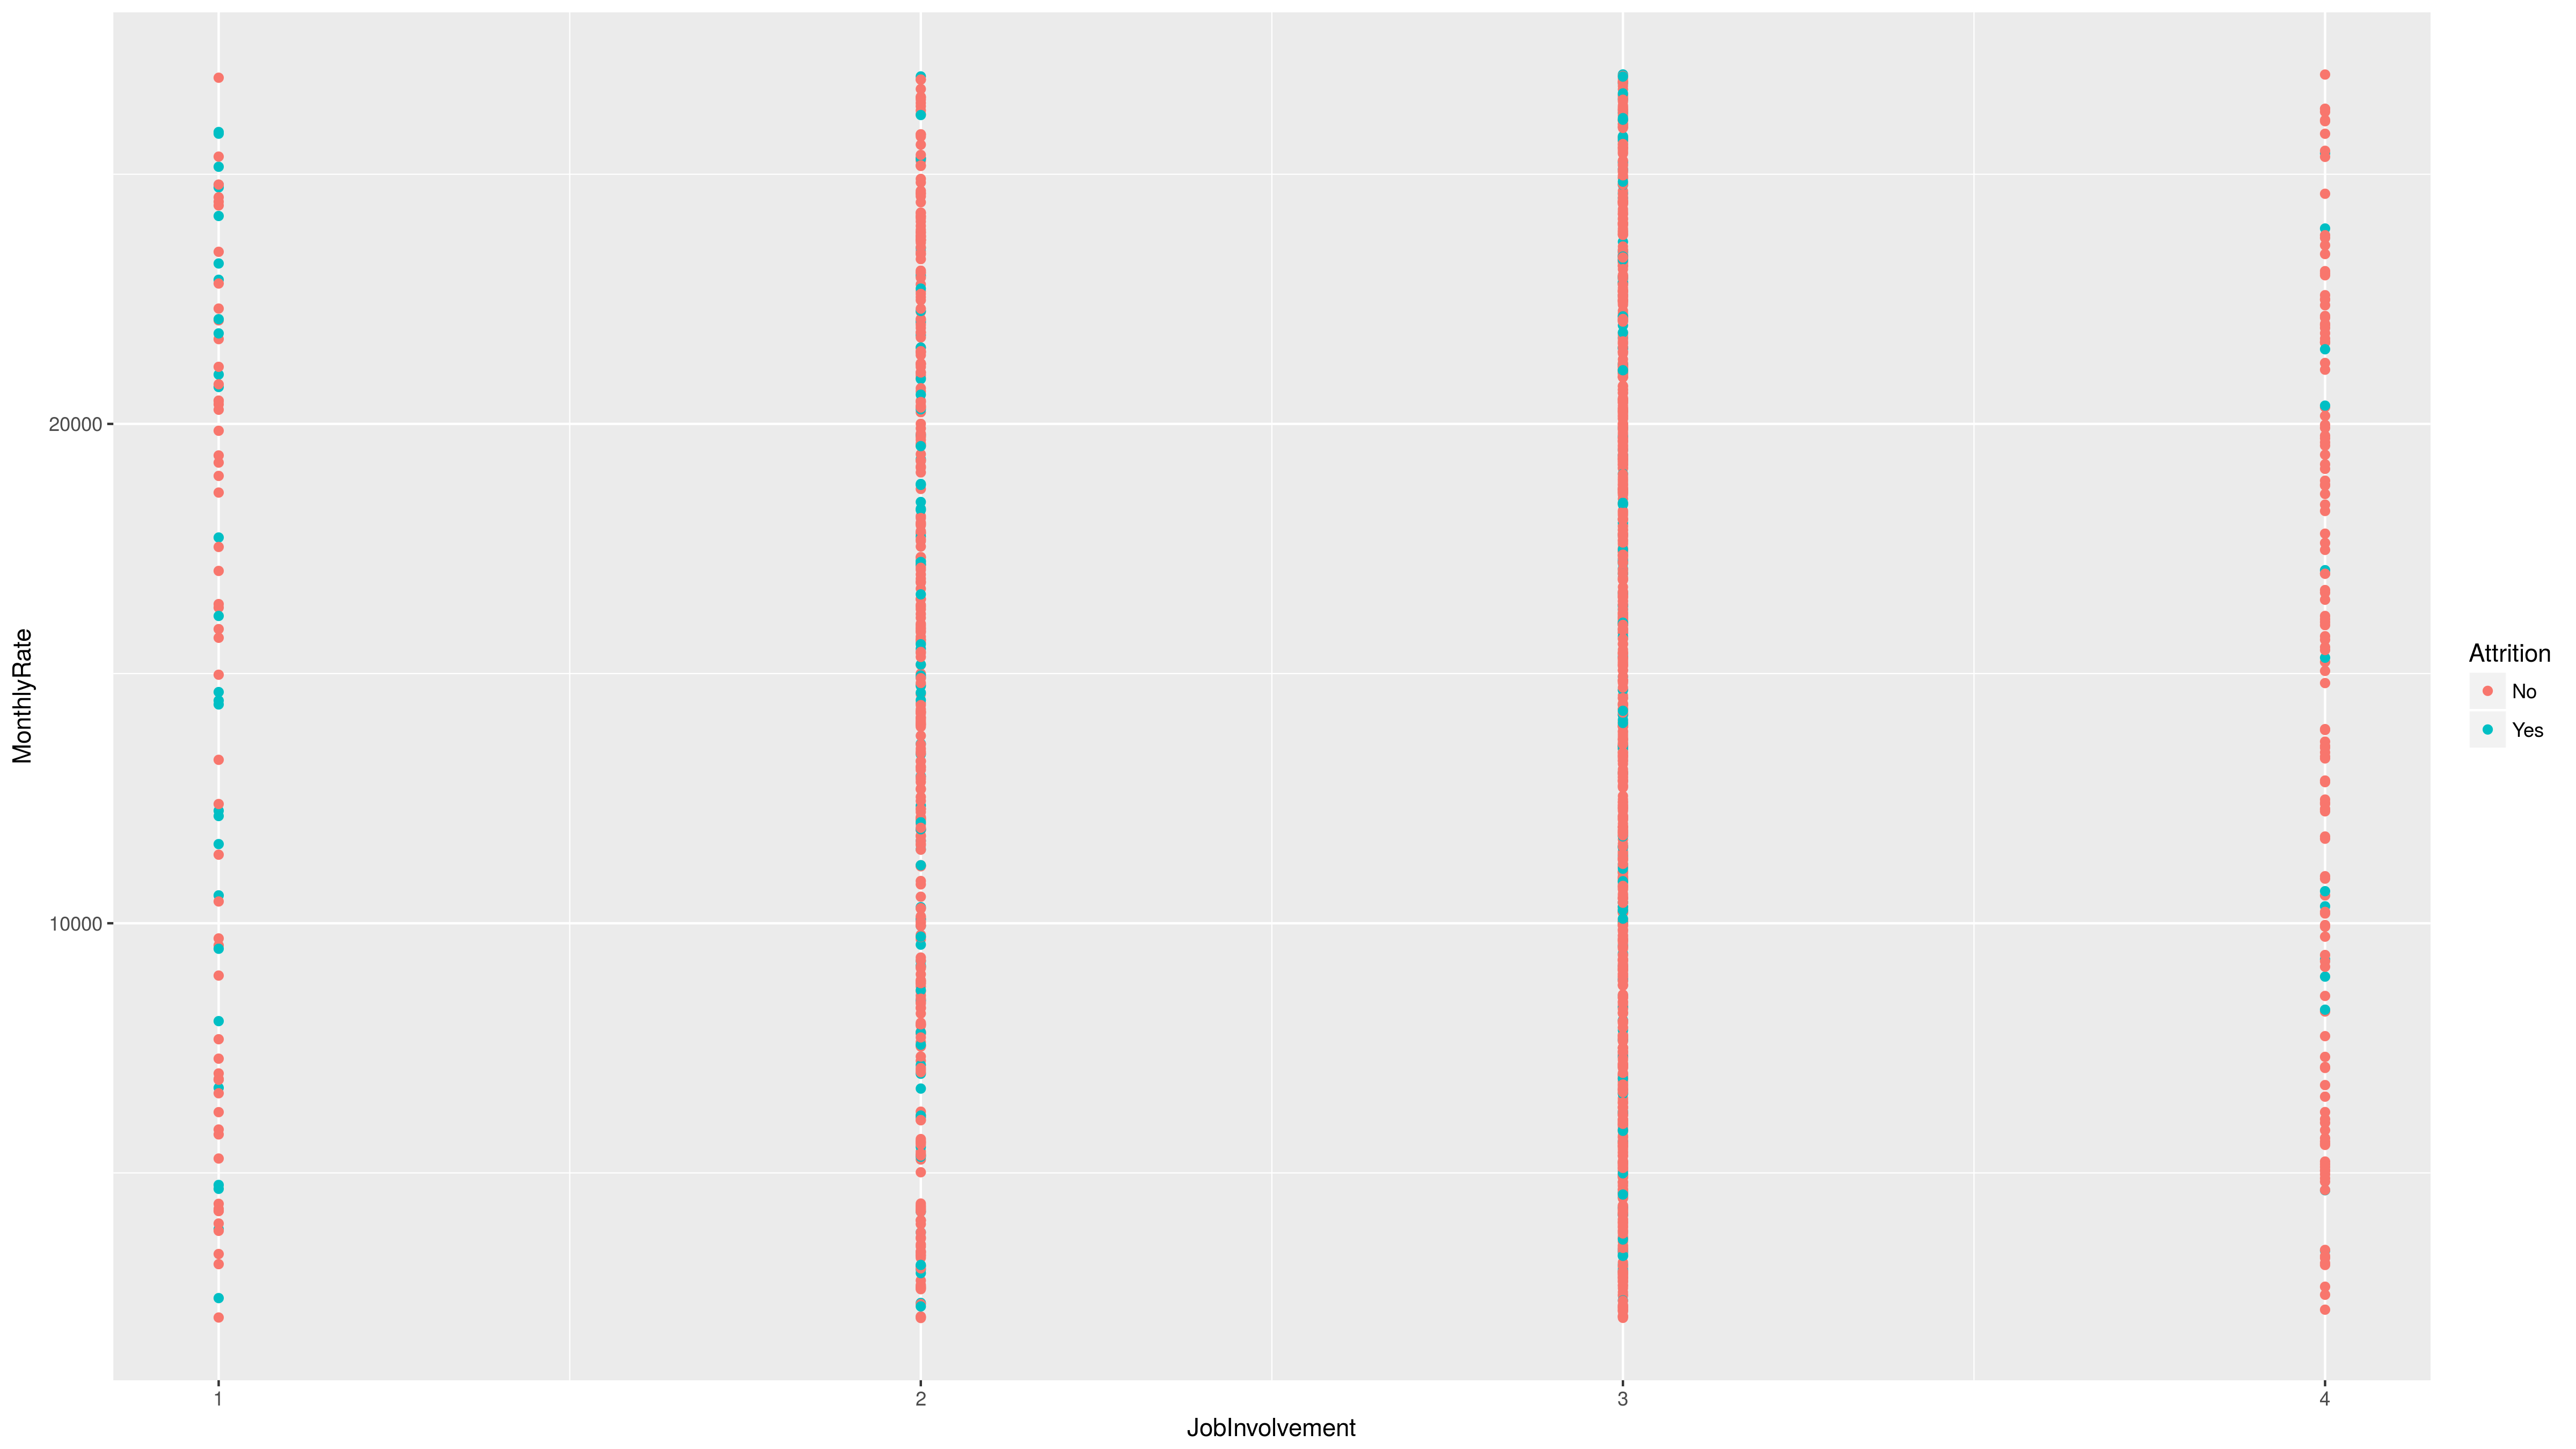 MonthlyRate
20000
10000
1
2
3
4
JobInvolvement
Attrition
No
Yes